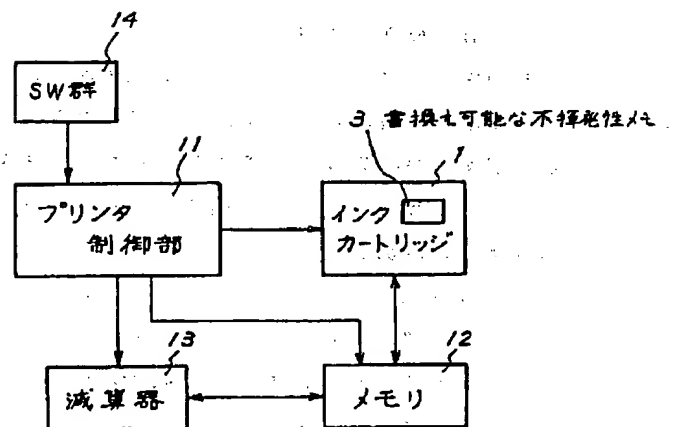 14
SW群
3 書換え可能な不揮発性メモ
11
1
プリンタ
制御部
インク
カートリッジ
13
12
減算器
メモリ